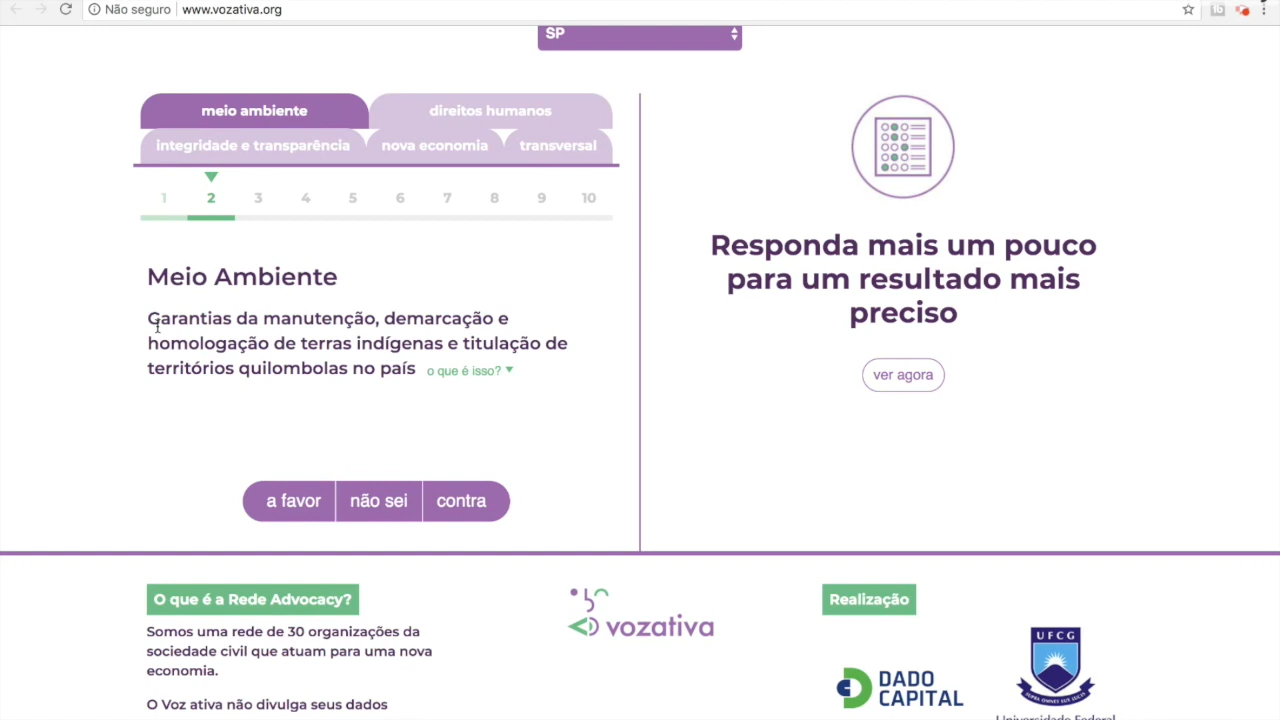 Não seguro
www.vozativa.org
SP
meio ambiente
direitos humanos
integridade e transparência
nova economia
transversal
1 2 3 4 5 6 7 8 9 10
Meio Ambiente
Garantias da manutenção, demarcação e
homologação de terras indígenas e titulação de
territórios quilombolas no país o que é isso?
a favor
não sei
contra
Responda mais um pouco
para um resultado mais
preciso
ver agora
O que é a Rede Advocacy?
Somos uma rede de 30 organizações da
sociedade civil que atuam para uma nova
economia.
O Voz ativa não divulga seus dados
vozativa
Realização
DADO
CAPITAL
UFCG
Universidade Federal